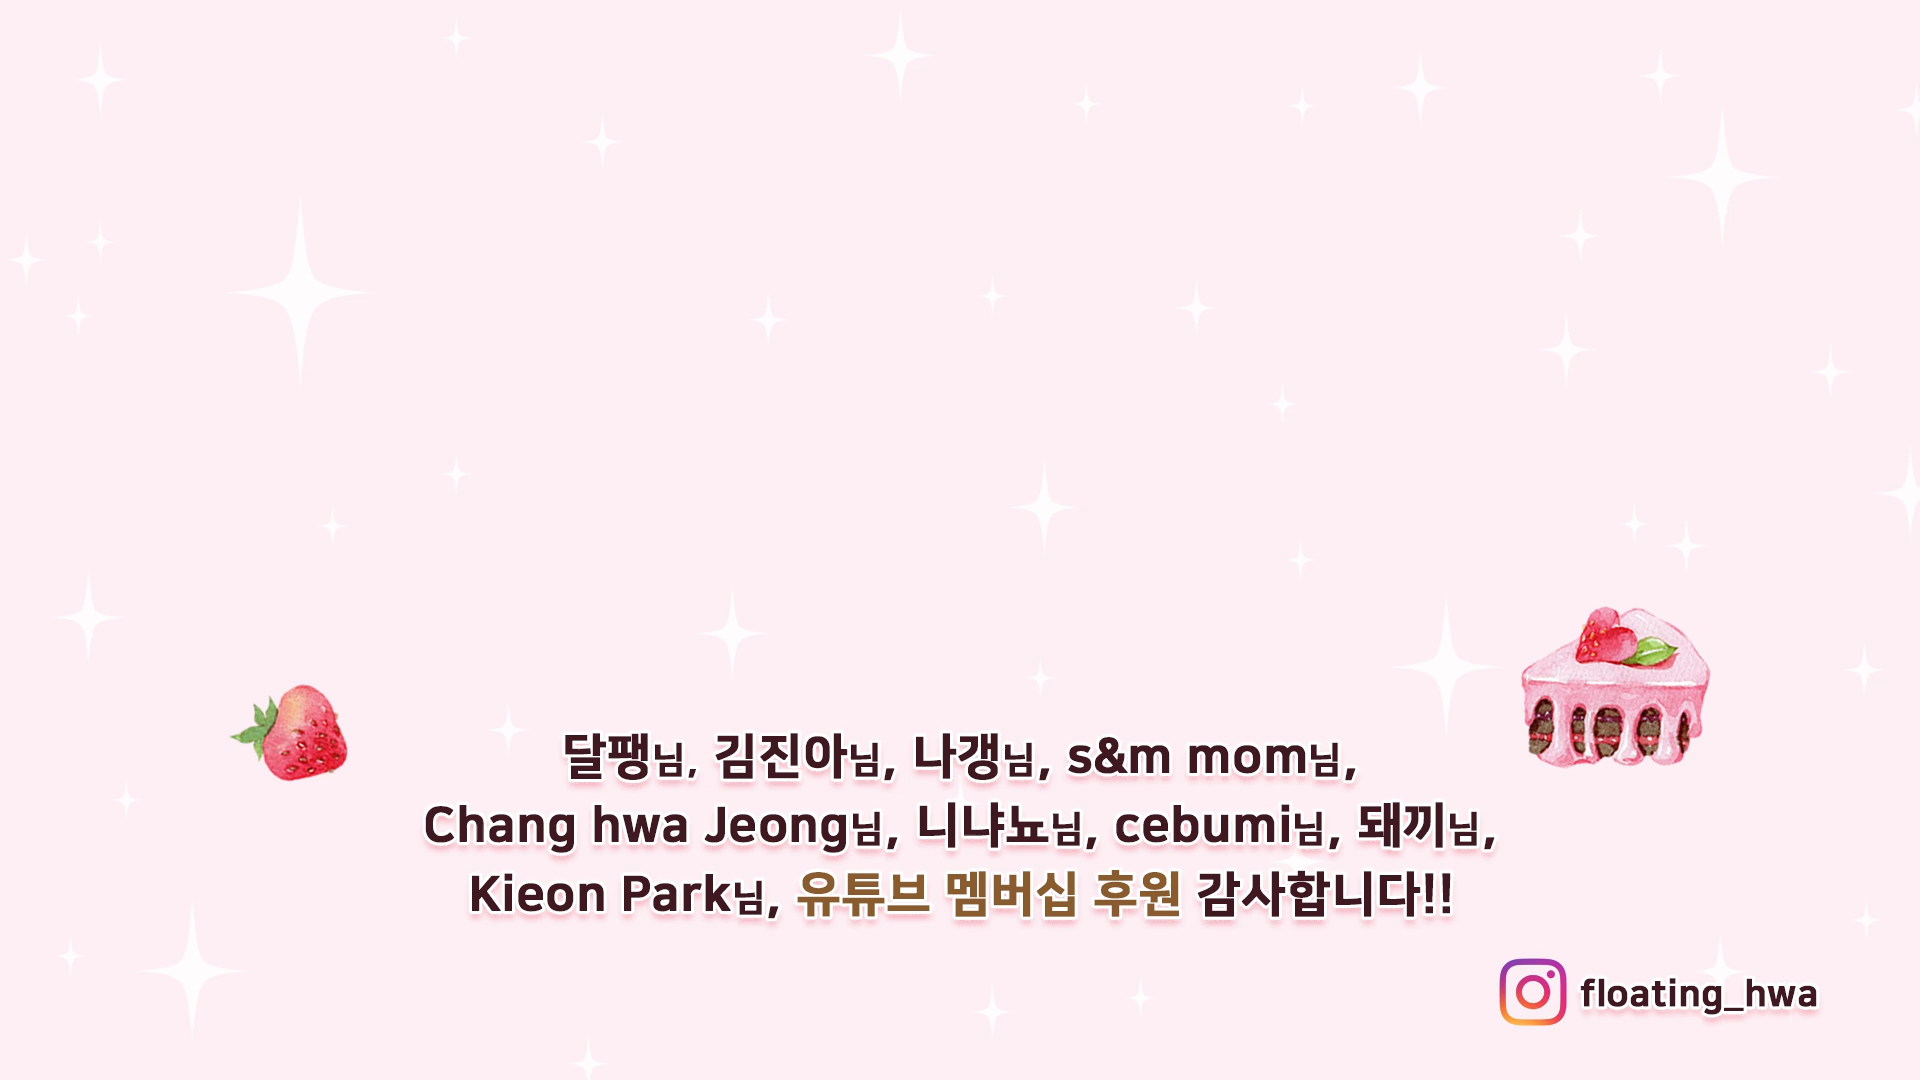 달팽님, 김진아님, 나갱님, s&m mom님,
Chang hwa Jeong님, 니냐뇨님, cebumi님, 돼끼님,
Kieon Park님, 유튜브 멤버십 후원 감사합니다!!
floating_hwa